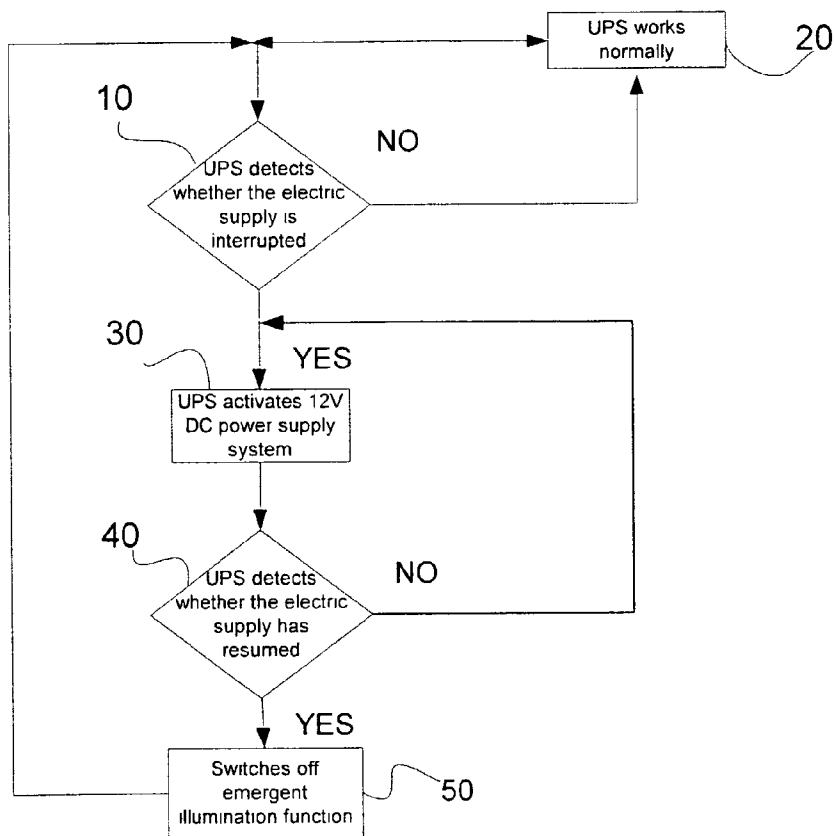 UPS works
normally
20
10
NO
UPS detects
whether the electric
supply is
interrupted
30
YES
UPS activates 12V
DC power supply
system
40
NO
UPS detects
whether the electric
supply has
resumed
YES
Switches off
emergent
illumination function
50